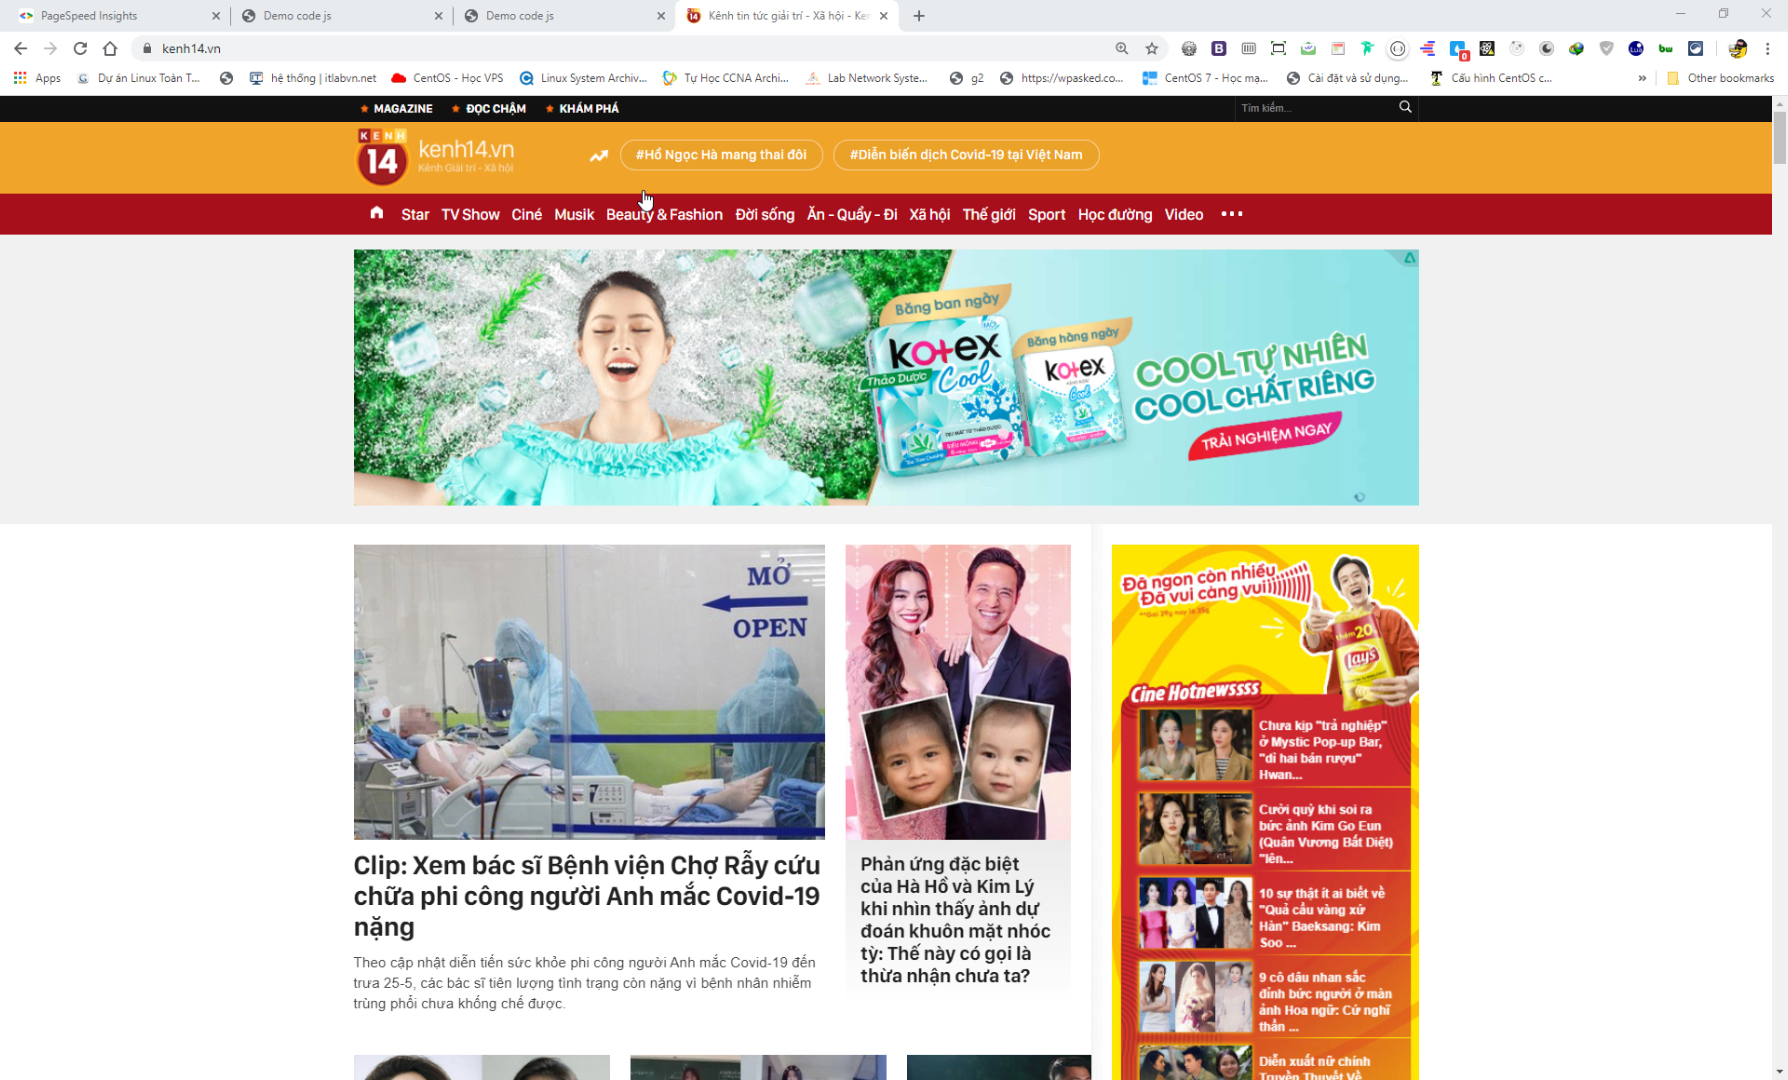 PageSpeed Insights
Demo code js
Demo code js
Kênh tin tức giải trí - Xã hội - Ker
kenh14.vn
Apps
Dự án Linux Toàn T...
hệ thống | itlabvn.net
CentOS - Học VPS
Linux System Archiv...
Tự Học CCNA Archi...
Lab Network Syste...
g2
https://wpasked.co...
CentOS 7 - Học mạ...
Cài đặt và sử dụng...
Cấu hình CentOS c...
»
Other bookmarks
MAGAZINE
ĐỌC CHẬM
KHÁM PHÁ
Tìm kiếm...
KENH
14
kenh14.vn
Kênh Giải trí - Xã hội
#Hồ Ngọc Hà mang thai đôi
#Diễn biến dịch Covid-19 tại Việt Nam
Star
TV Show
Ciné
Musik
Beauty & Fashion
Đời sống
Ăn - Quẩy - Đi
Xã hội
Thế giới
Sport
Học đường
Video
Băng ban ngày
MỚI
kotex
Thảo Dược
Cool
Băng hàng ngày
kotex
Cool
COOL TỰ NHIÊN
COOL CHẤT RIÊNG
TRẢI NGHIỆM NGAY
MỞ
OPEN
Clip: Xem bác sĩ Bệnh viện Chợ Rẫy cứu
chữa phi công người Anh mắc Covid-19
nặng
Theo cập nhật diễn tiến sức khỏe phi công người Anh mắc Covid-19 đến
trưa 25-5, các bác sĩ tiên lượng tình trạng còn nặng vì bệnh nhân nhiễm
trùng phổi chưa khống chế được.
Phản ứng đặc biệt
của Hà Hồ và Kim Lý
khi nhìn thấy ảnh dự
đoán khuôn mặt nhóc
tỳ: Thế này có gọi là
thừa nhận chưa ta?
Đã ngon còn nhiều
Đã vui càng vui
**Gói 29g nay là 35g
thêm 20
Lay's
Cine Hotnewssss
Chưa kịp "trả nghiệp"
ở Mystic Pop-up Bar,
"dì hai bán rượu"
Hwan...
Cười quỳ khi soi ra
bức ảnh Kim Go Eun
(Quân Vương Bất Diệt)
"lên...
10 sự thật ít ai biết về
"Quả cầu vàng xứ
Hàn" Baeksang: Kim
Soo ...
9 cô dâu nhan sắc
đỉnh bức người ở màn
ảnh Hoa ngữ: Cứ nghĩ
thần ...
Diễn xuất nữ chính
Truyền Thuyết Về